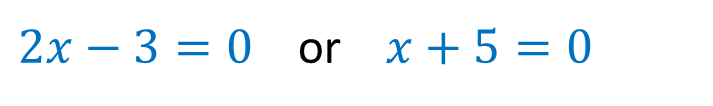 2x − 3 = 0 or x + 5 = 0